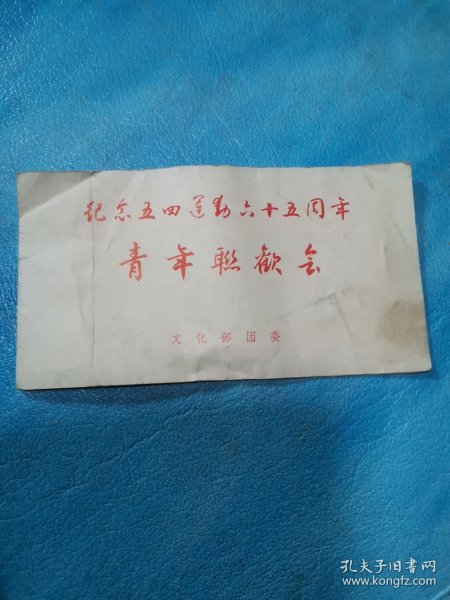 纪念五四運動六十五周年
青年聯歡会
文化部团委
孔夫子旧书网
www.kongfz.com